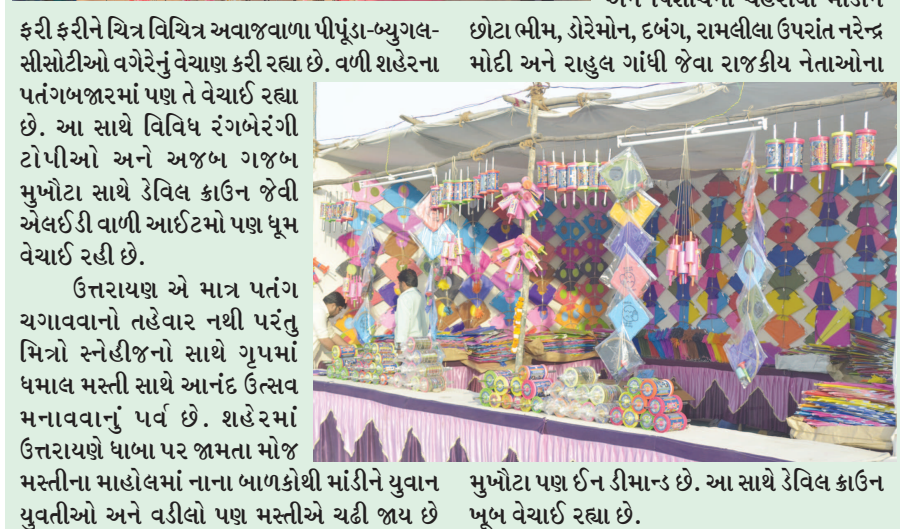 ફરી ફરીને ચિત્ર વિચિત્ર અવાજવાળા પીપૂંડા-બ્યુગલ-
સીસોટીઓ વગેરેનું વેચાણ કરી રહ્યા છે. વળી શહેરના
પતંગબજારમાં પણ તે વેચાઈ રહ્યા
છે. આ સાથે વિવિધ રંગબેરંગી
ટોપીઓ અને અજબ ગજબ
મુખોટા સાથે ડેવિલ ક્રાઉન જેવી
એલઈડી વાળી આઈટમો પણ ધૂમ
વેચાઈ રહી છે.
ઉત્તરાયણ એ માત્ર પતંગ
ચગાવવાનો તહેવાર નથી પરંતુ
મિત્રો સ્નેહીજનો સાથે ગૃપમાં
ધમાલ મસ્તી સાથે આનંદ ઉત્સવ
મનાવવાનું પર્વ છે. શહેરમાં
ઉત્તરાયણે ધાબા પર જામતા મોજ
મસ્તીના માહોલમાં નાના બાળકોથી માંડીને યુવાન
યુવતીઓ અને વડીલો પણ મસ્તીએ ચઢી જાય છે
છોટા ભીમ, ડોરેમોન, દબંગ, રામલીલા ઉપરાંત નરેન્દ્ર
મોદી અને રાહુલ ગાંધી જેવા રાજકીય નેતાઓના
મુખોટા પણ ઈન ડીમાન્ડ છે. આ સાથે ડેવિલ ક્રાઉન
ખૂબ વેચાઈ રહ્યા છે.